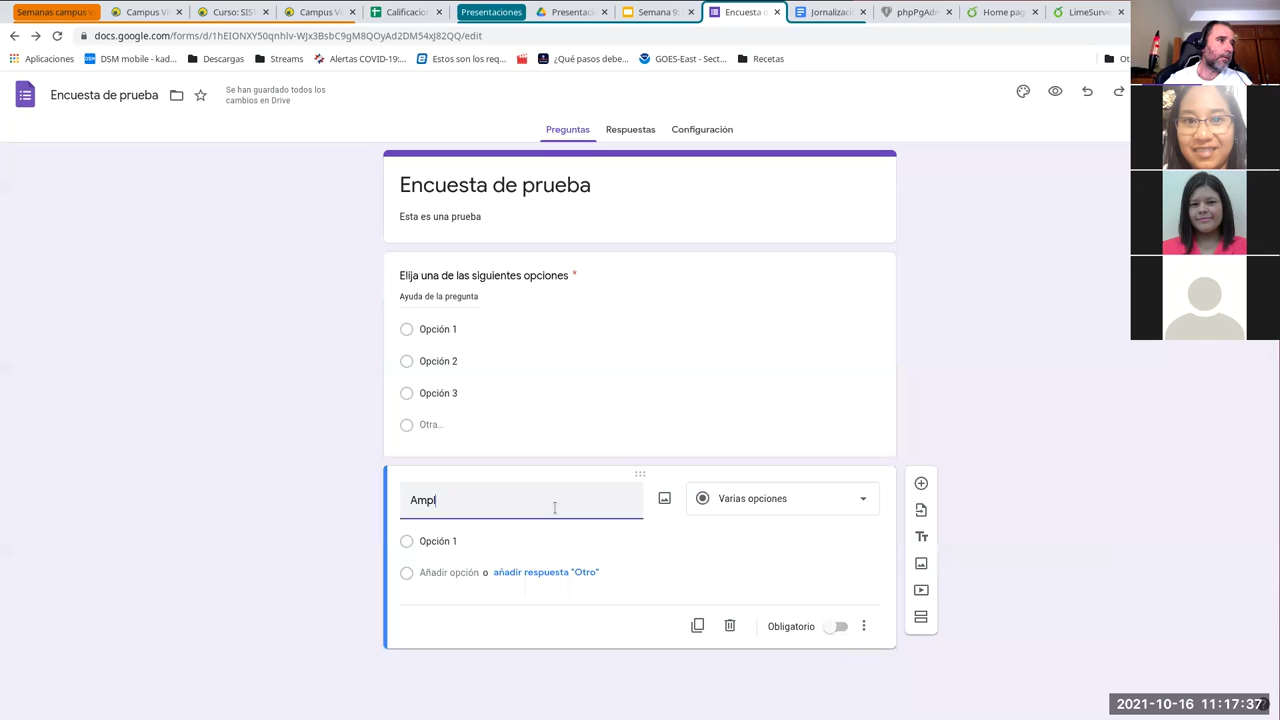 Semanas campus v
Campus Vi
Curso: SIS
Campus V
Calificacio
Presentaciones
Presentaci
Semana 9:
Encuesta d
Jornalizaci
phpPgAdn
Home pag
LimeSurv
docs.google.com/forms/d/1hEIONXY50qnhlv-WJx3BsbC9gM8QOyAd2DM54xJ82QQ/edit
Aplicaciones
DSM mobile - kad...
Descargas
Streams
Alertas COVID-19:...
Estos son los req...
¿Qué pasos debe...
GOES-East - Sect...
Recetas
Ot
Encuesta de prueba
Se han guardado todos los
cambios en Drive
Preguntas
Respuestas
Configuración
Encuesta de prueba
Esta es una prueba
Elija una de las siguientes opciones *
Ayuda de la pregunta
Opción 1
Opción 2
Opción 3
Otra...
Ampl
Varias opciones
Opción 1
Añadir opción o añadir respuesta "Otro"
Obligatorio
2021-10-16 11:17:37